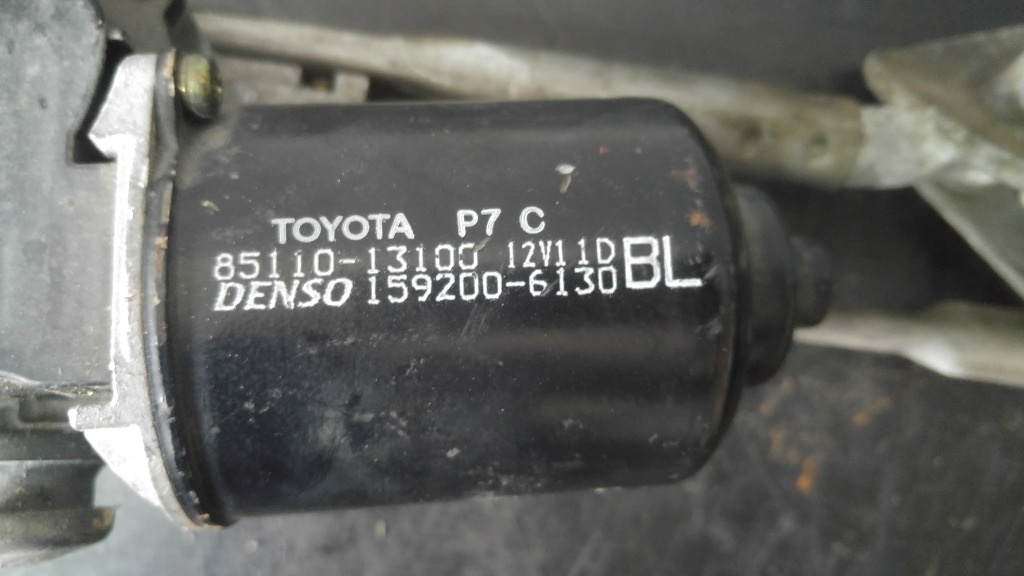 TOYOTA P7 C
85110-13100 12V11D
DENSO 159200-6130 BL